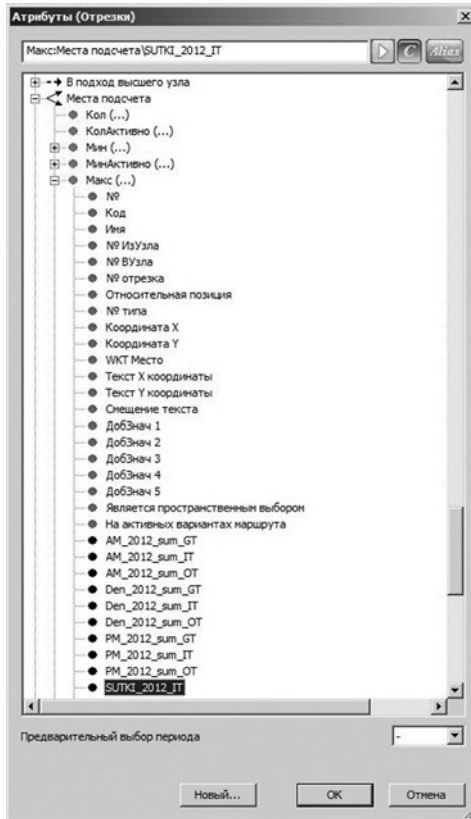 Атрибуты (Отрезки)
Макс:Места подсчета\SUTKI_2012_IT
C Alias
В подход высшего узла
Места подсчета
Кол (...)
КолАктивно (...)
Мин (...)
МинАктивно (...)
Макс (...)
№
Код
Имя
№ ИзУзла
№ ВУзла
№ отрезка
Относительная позиция
№ типа
Координата X
Координата Y
WKT Место
Текст X координаты
Текст Y координаты
Смещение текста
ДобЗнач 1
ДобЗнач 2
ДобЗнач 3
ДобЗнач 4
ДобЗнач 5
Является пространственным выбором
На активных вариантах маршрута
AM_2012_sum_GT
AM_2012_sum_IT
AM_2012_sum_OT
Den_2012_sum_GT
Den_2012_sum_IT
Den_2012_sum_OT
PM_2012_sum_GT
PM_2012_sum_IT
PM_2012_sum_OT
SUTKI_2012_IT
Предварительный выбор периода -
Новый... OK Отмена